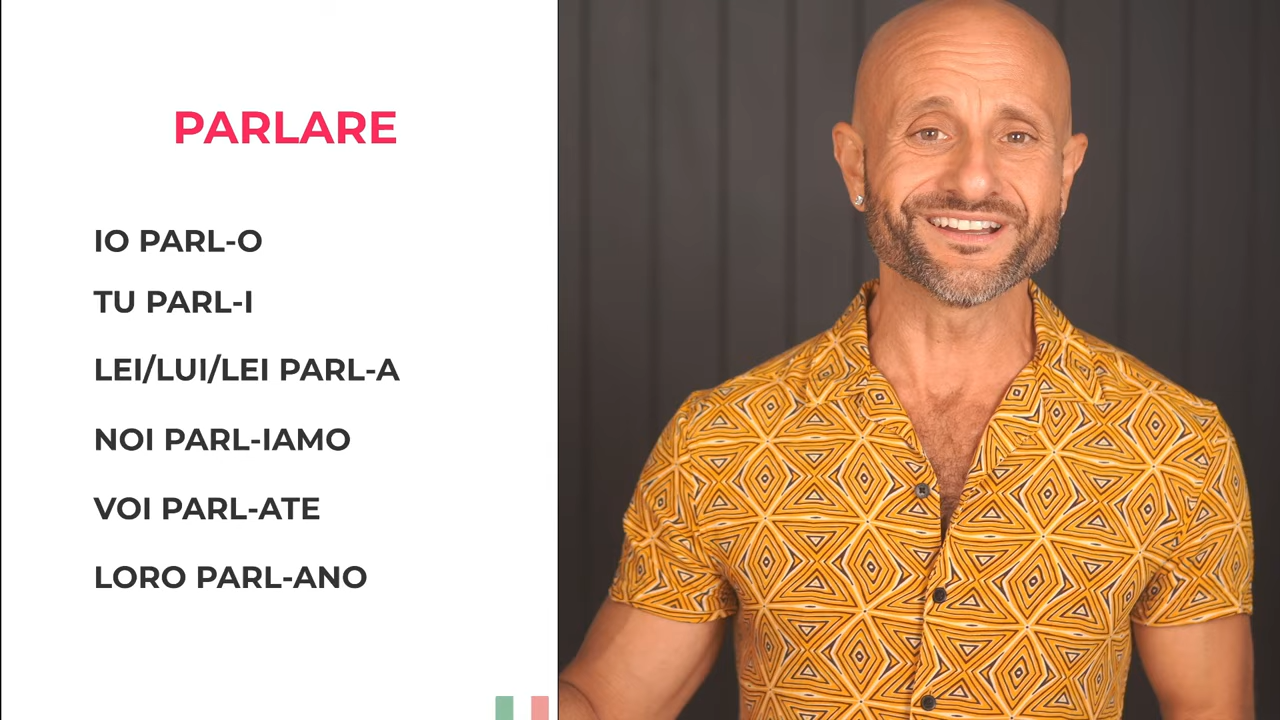 PARLARE
IO PARL-O
TU PARL-I
LEI/LUI/LEI PARL-A
NOI PARL-IAMO
VOI PARL-ATE
LORO PARL-ANO